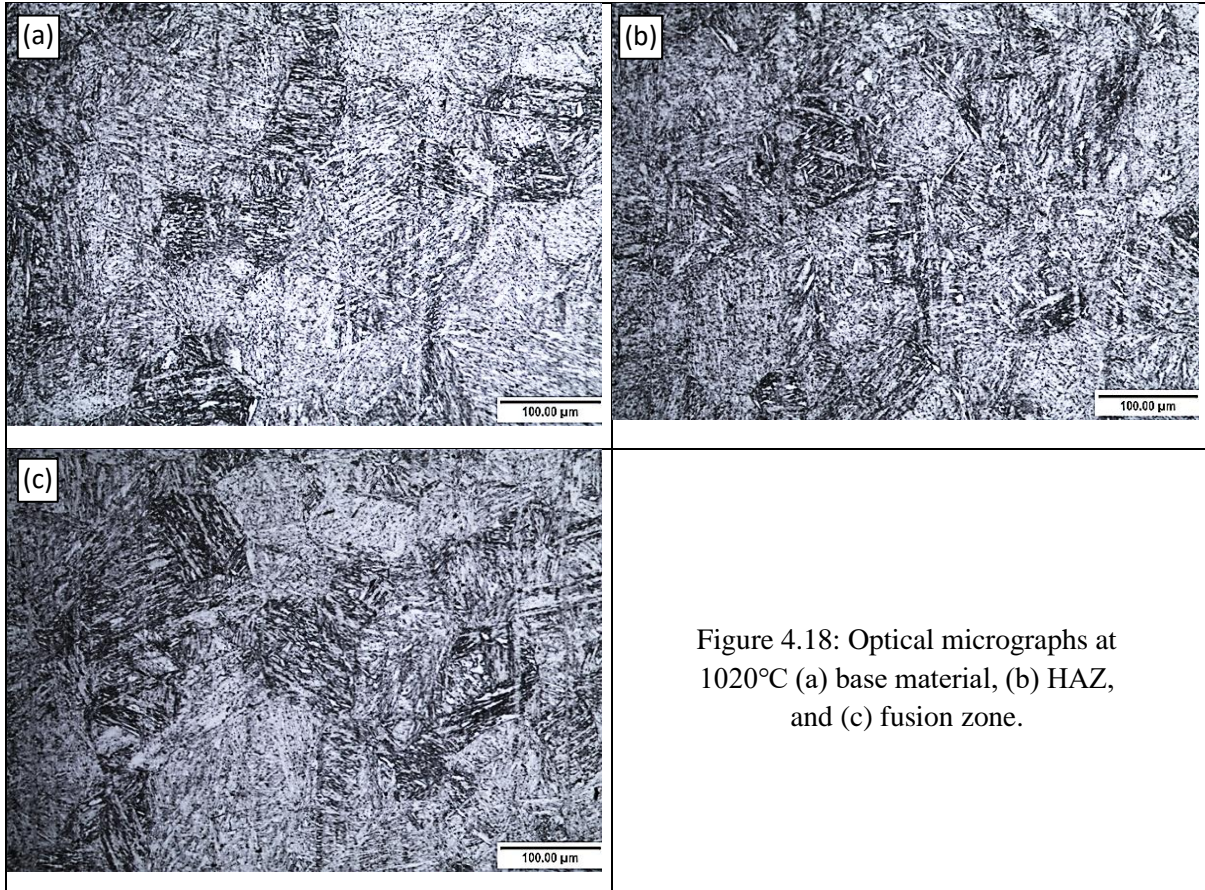 (a)
(b)
100.00 µm
100.00 µm
(c)
Figure 4.18: Optical micrographs at
1020°C (a) base material, (b) HAZ,
and (c) fusion zone.
100.00 µm